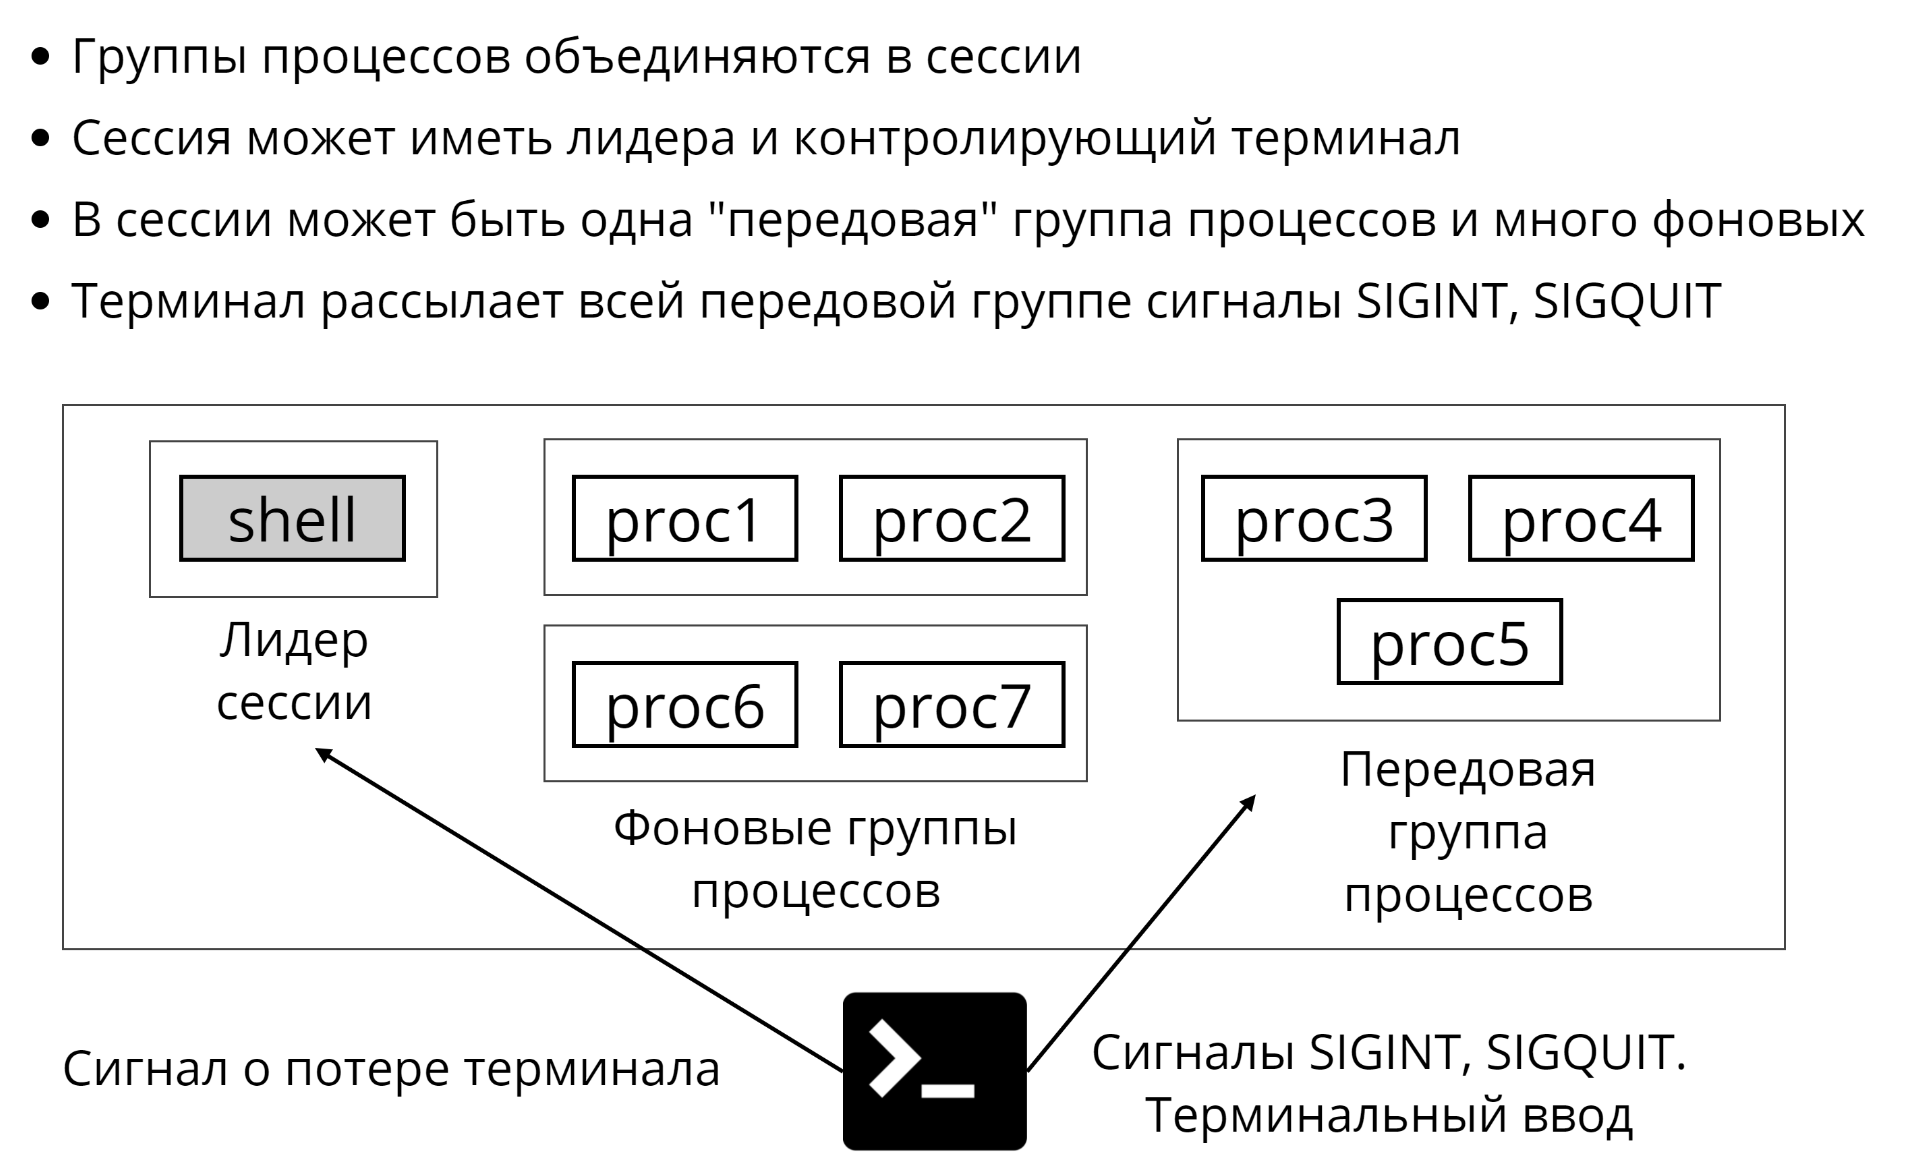 Группы процессов объединяются в сессии
Сессия может иметь лидера и контролирующий терминал
В сессии может быть одна "передовая" группа процессов и много фоновых
Терминал рассылает всей передовой группе сигналы SIGINT, SIGQUIT
shell
Лидер
сессии
proc1 proc2
proc6 proc7
Фоновые группы
процессов
proc3 proc4
proc5
Передовая
группа
процессов
Сигнал о потере терминала
>_
Сигналы SIGINT, SIGQUIT.
Терминальный ввод